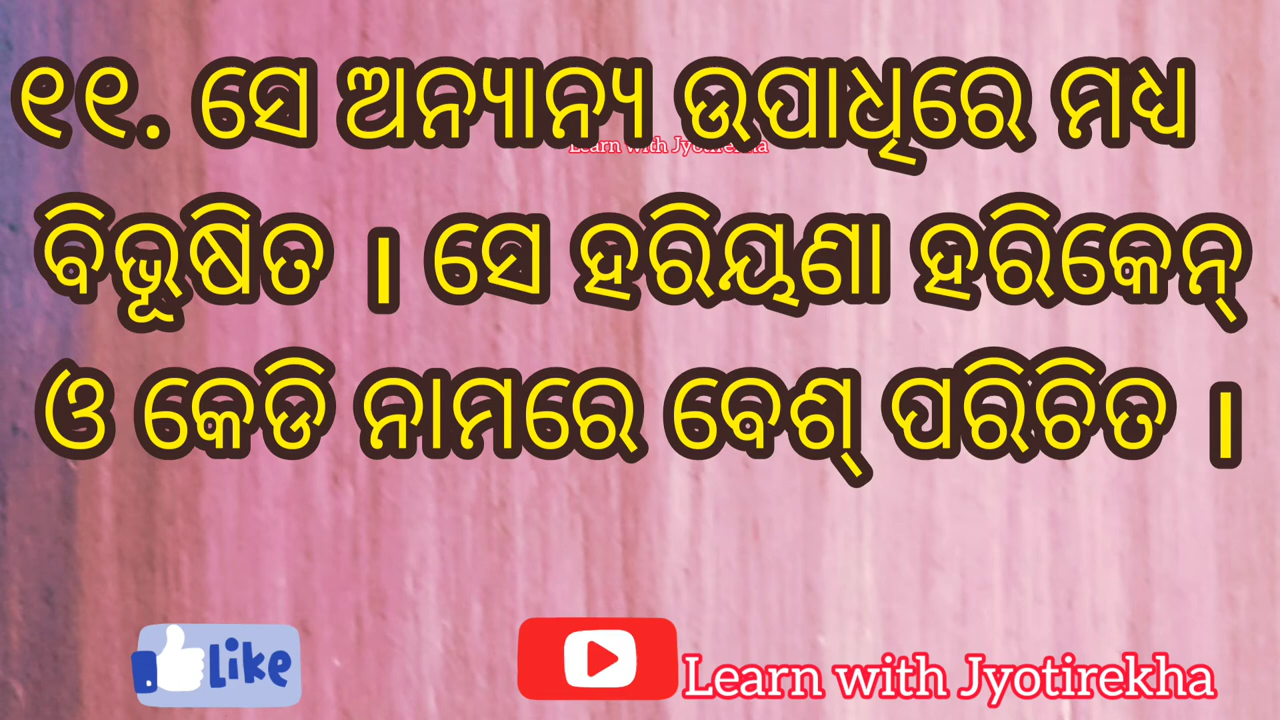 ୧୧. ସେ ଅନ୍ୟାନ୍ୟ ଉପାଧିରେ ମଧ୍ୟ
Learn with Jyotirekha
ବିଭୂଷିତ । ସେ ହରିୟଣା ହରିକେନ୍
ଓ କେଡି ନାମରେ ବେଶ୍ ପରିଚିତ ।
Like
Learn with Jyotirekha